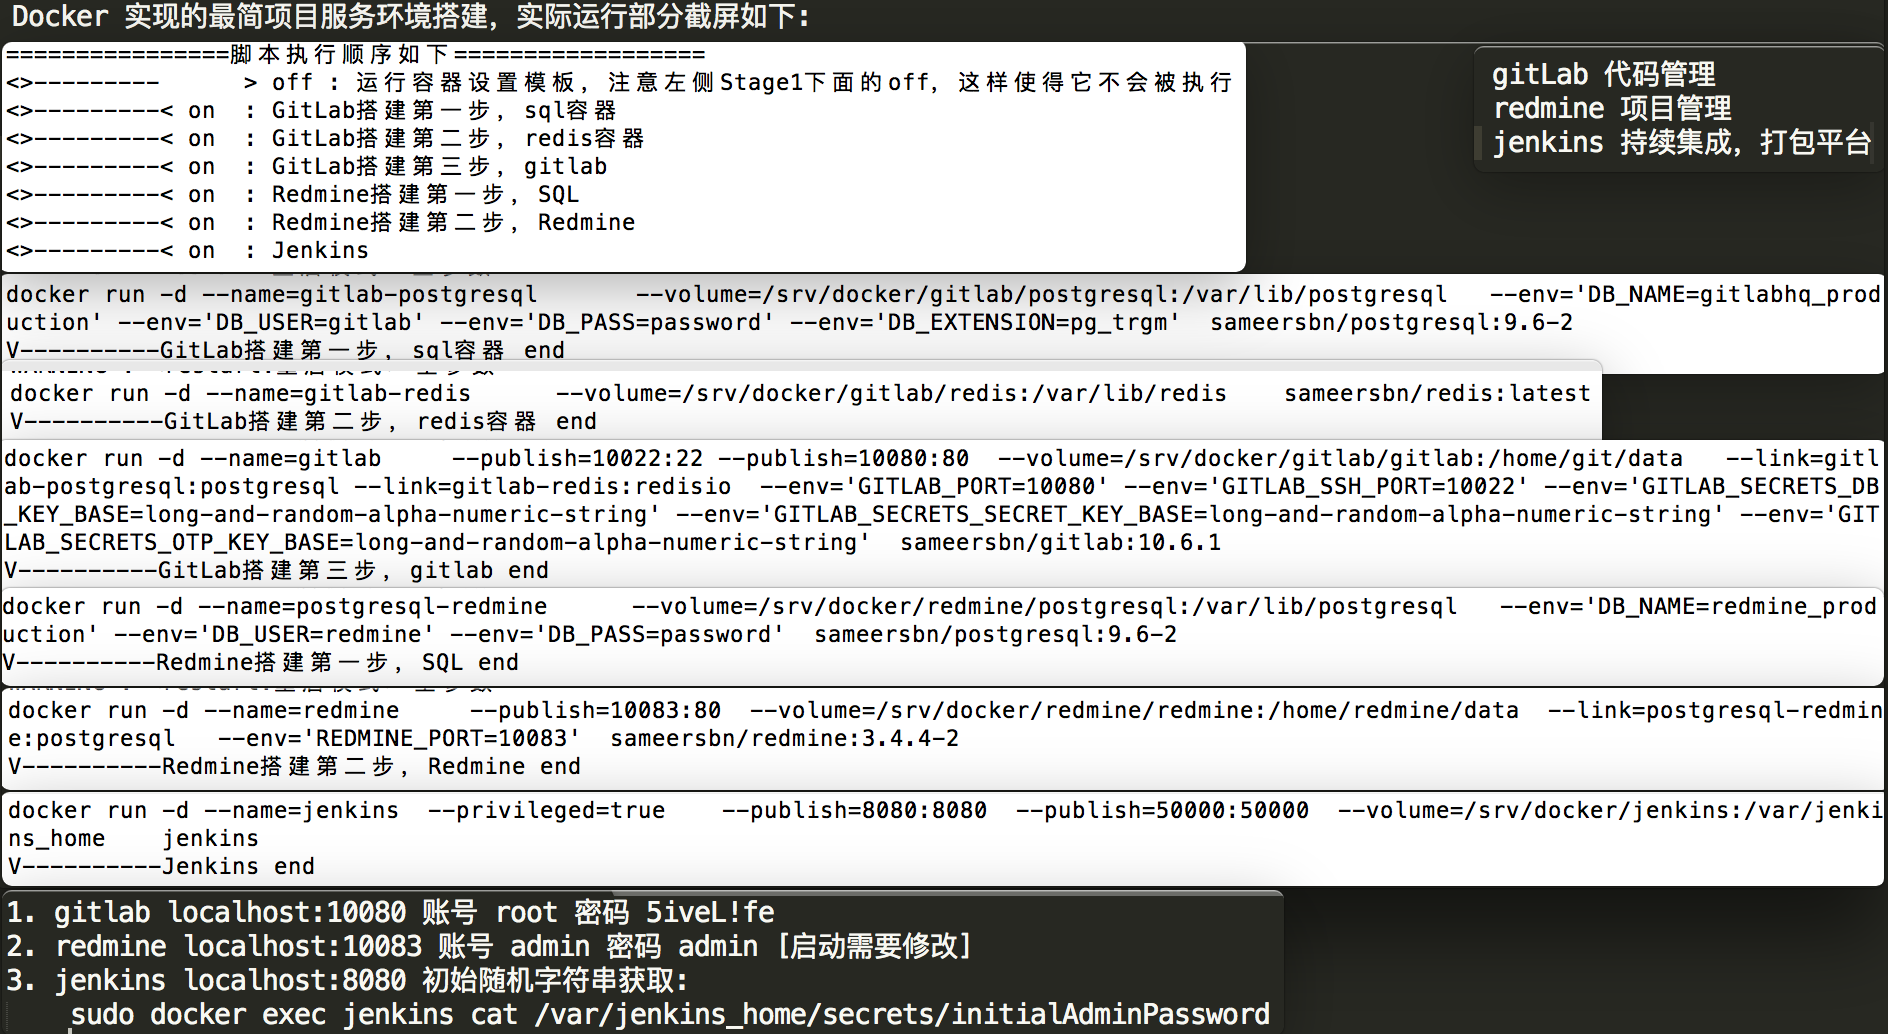 Docker 实现的最简项目服务环境搭建，实际运行部分截屏如下：
================脚本执行顺序如下==================
<>---------      > off : 运行容器设置模板，注意左侧Stage1下面的off，这样使得它不会被执行
<>---------< on  : GitLab搭建第一步，sql容器
<>---------< on  : GitLab搭建第二步，redis容器
<>---------< on  : GitLab搭建第三步，gitlab
<>---------< on  : Redmine搭建第一步，SQL
<>---------< on  : Redmine搭建第二步，Redmine
<>---------< on  : Jenkins
gitLab 代码管理
redmine 项目管理
jenkins 持续集成，打包平台
docker run -d --name=gitlab-postgresql       --volume=/srv/docker/gitlab/postgresql:/var/lib/postgresql   --env='DB_NAME=gitlabhq_prod
uction' --env='DB_USER=gitlab' --env='DB_PASS=password' --env='DB_EXTENSION=pg_trgm'  sameersbn/postgresql:9.6-2
V----------GitLab搭建第一步，sql容器 end
docker run -d --name=gitlab-redis      --volume=/srv/docker/gitlab/redis:/var/lib/redis    sameersbn/redis:latest
V----------GitLab搭建第二步，redis容器 end
docker run -d --name=gitlab     --publish=10022:22 --publish=10080:80  --volume=/srv/docker/gitlab/gitlab:/home/git/data   --link=gitl
ab-postgresql:postgresql --link=gitlab-redis:redisio  --env='GITLAB_PORT=10080' --env='GITLAB_SSH_PORT=10022' --env='GITLAB_SECRETS_DB
_KEY_BASE=long-and-random-alpha-numeric-string' --env='GITLAB_SECRETS_SECRET_KEY_BASE=long-and-random-alpha-numeric-string' --env='GIT
LAB_SECRETS_OTP_KEY_BASE=long-and-random-alpha-numeric-string'  sameersbn/gitlab:10.6.1
V----------GitLab搭建第三步，gitlab end
docker run -d --name=postgresql-redmine      --volume=/srv/docker/redmine/postgresql:/var/lib/postgresql   --env='DB_NAME=redmine_prod
uction' --env='DB_USER=redmine' --env='DB_PASS=password'  sameersbn/postgresql:9.6-2
V----------Redmine搭建第一步，SQL end
docker run -d --name=redmine     --publish=10083:80  --volume=/srv/docker/redmine/redmine:/home/redmine/data  --link=postgresql-redmin
e:postgresql   --env='REDMINE_PORT=10083'  sameersbn/redmine:3.4.4-2
V----------Redmine搭建第二步，Redmine end
docker run -d --name=jenkins  --privileged=true    --publish=8080:8080  --publish=50000:50000  --volume=/srv/docker/jenkins:/var/jenki
ns_home    jenkins
V----------Jenkins end
1. gitlab localhost:10080 账号 root 密码 5iveL!fe
2. redmine localhost:10083 账号 admin 密码 admin [启动需要修改]
3. jenkins localhost:8080 初始随机字符串获取:
sudo docker exec jenkins cat /var/jenkins_home/secrets/initialAdminPassword